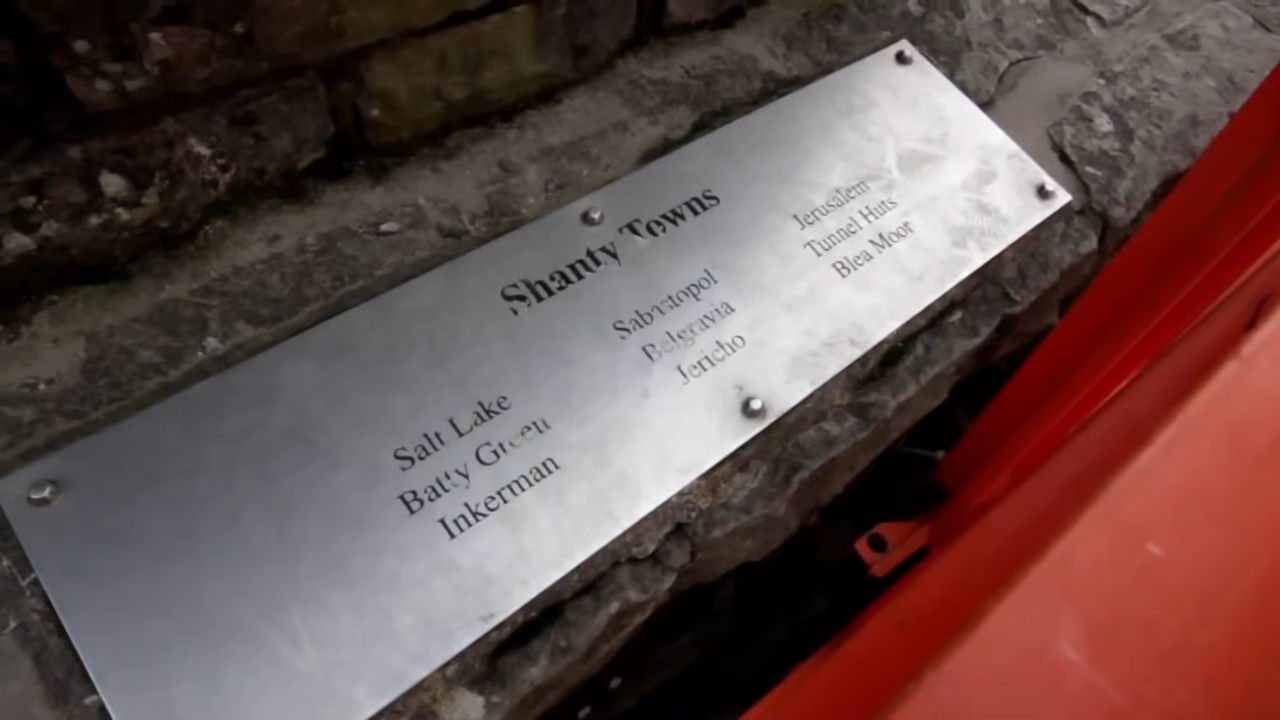 Shanty Towns
Salt Lake
Batty Green
Inkerman
Sabastopol
Belgravia
Jericho
Jerusalem
Tunnel Huts
Blea Moor